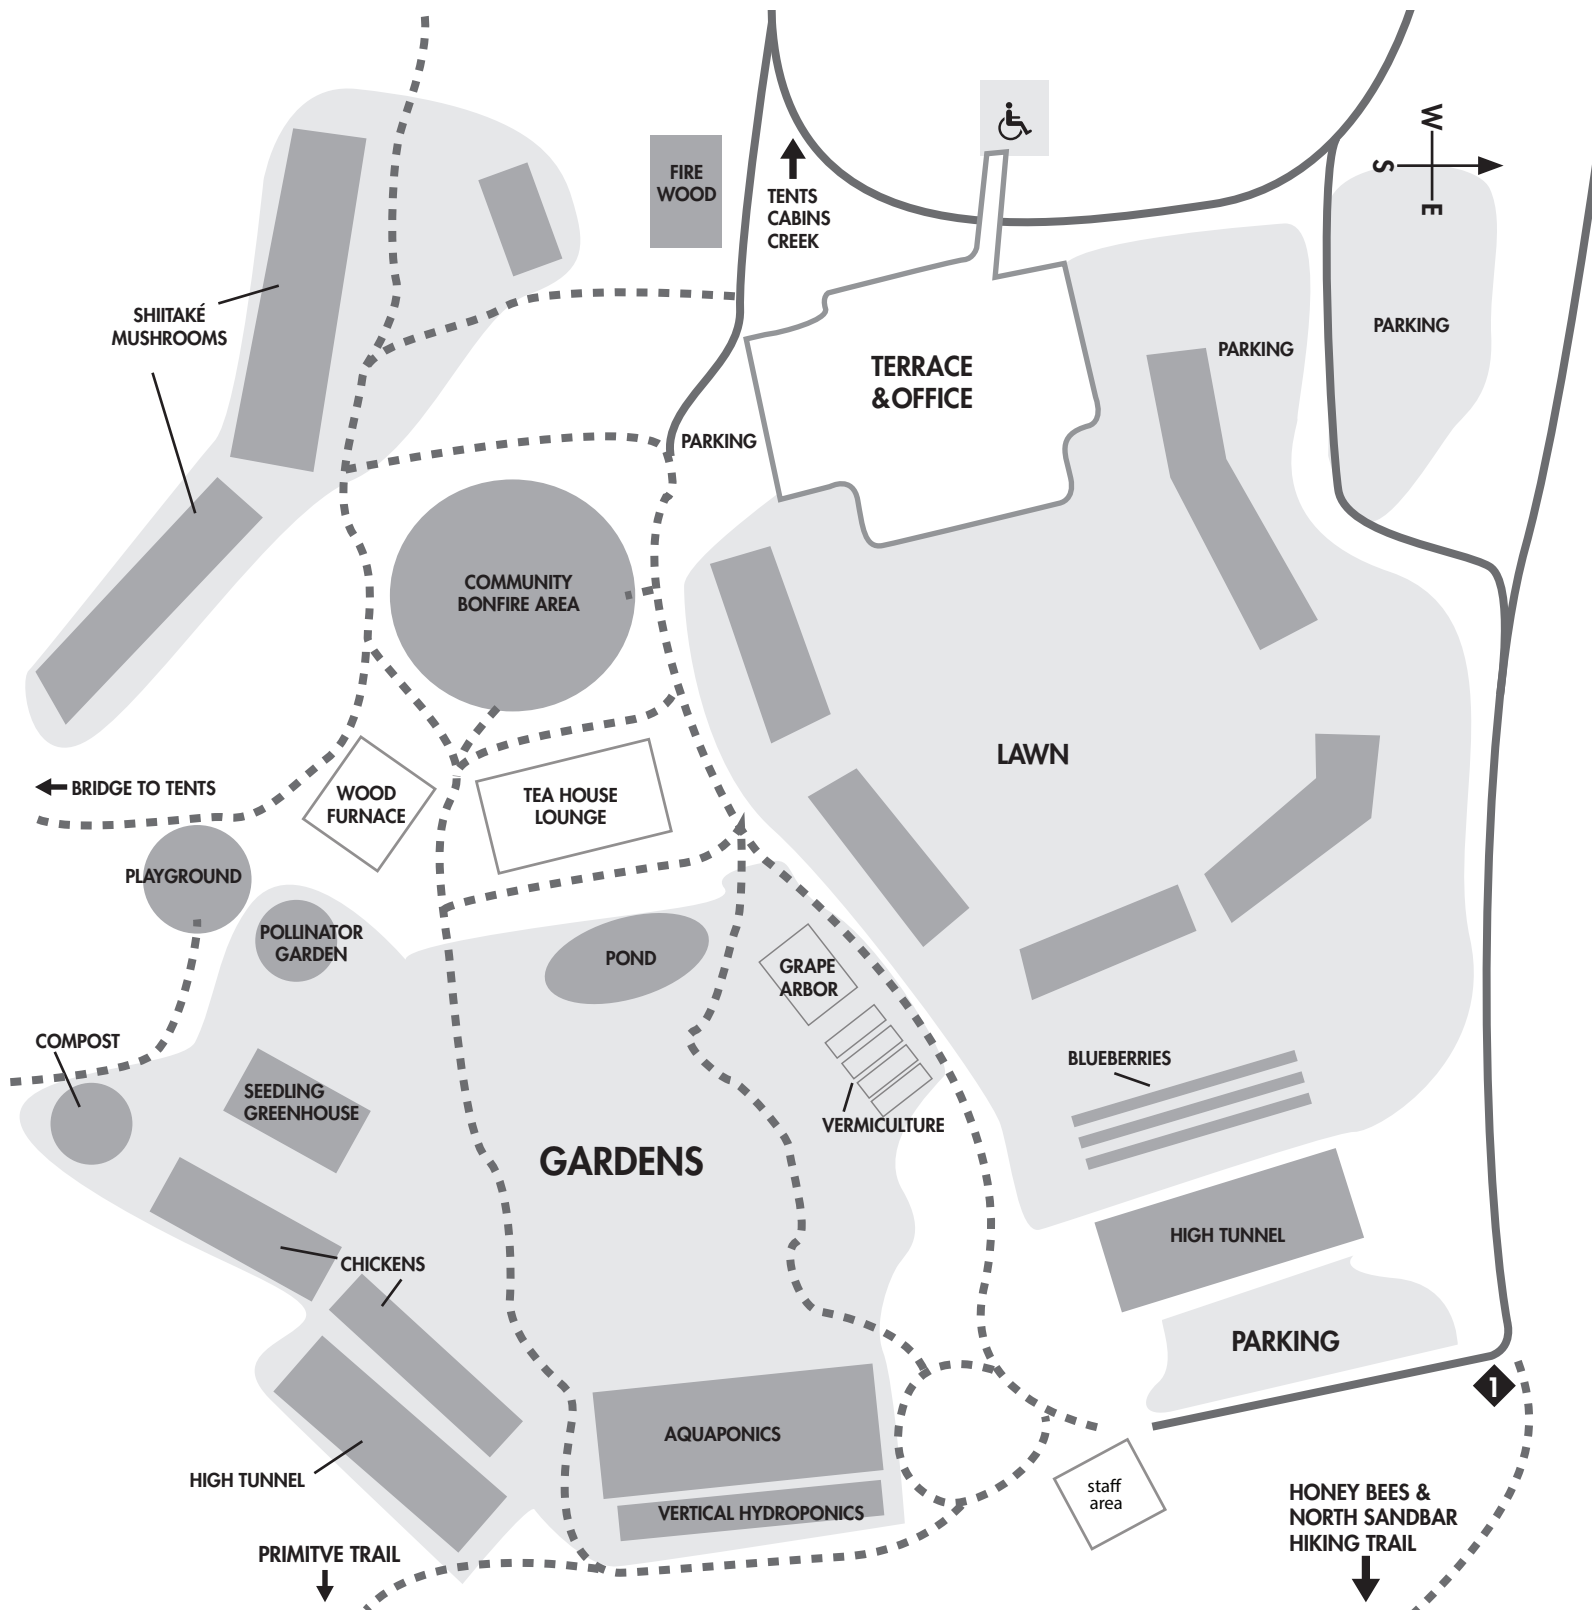 W
S
E
FIRE
WOOD
TENTS
CABINS
CREEK
SHIITAKÉ
MUSHROOMS
TERRACE
&OFFICE
PARKING
PARKING
PARKING
COMMUNITY
BONFIRE AREA
LAWN
BRIDGE TO TENTS
WOOD
FURNACE
TEA HOUSE
LOUNGE
PLAYGROUND
POLLINATOR
GARDEN
POND
GRAPE
ARBOR
COMPOST
SEEDLING
GREENHOUSE
BLUEBERRIES
VERMICULTURE
GARDENS
CHICKENS
HIGH TUNNEL
PARKING
1
AQUAPONICS
HIGH TUNNEL
VERTICAL HYDROPONICS
staff
area
HONEY BEES &
NORTH SANDBAR
HIKING TRAIL
PRIMITVE TRAIL